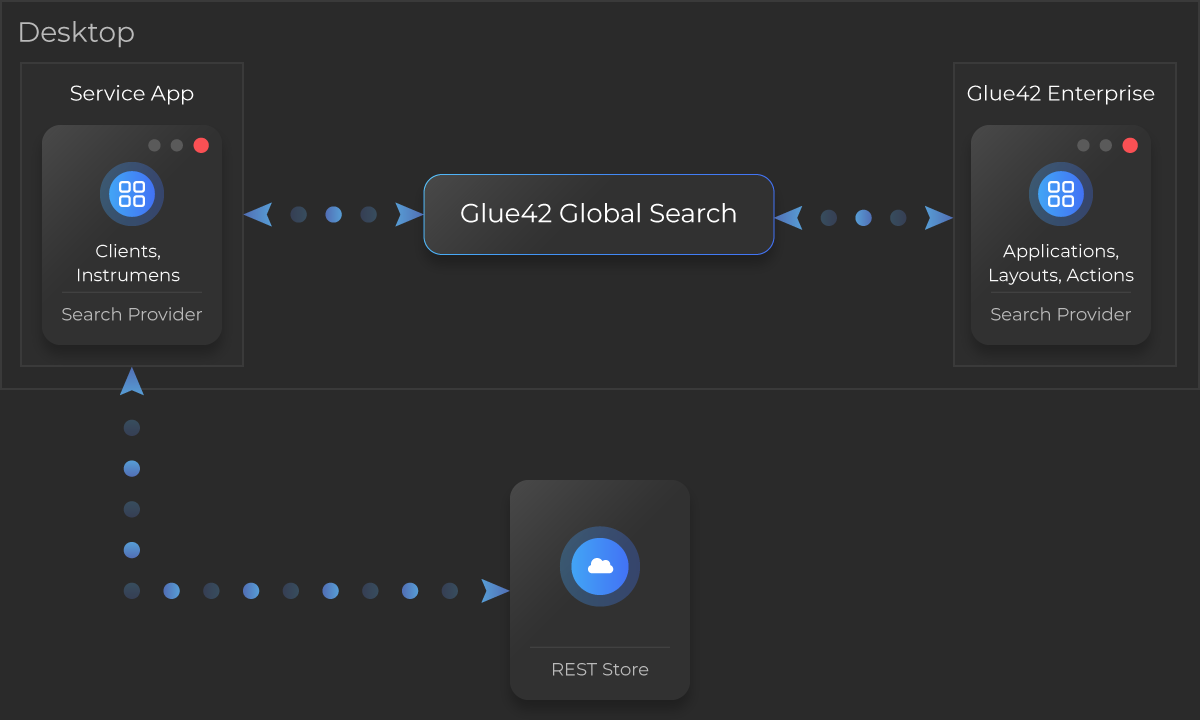 Desktop
Service App
Glue42 Enterprise
Glue42 Global Search
Clients,
Instrumens
Search Provider
Applications,
Layouts, Actions
Search Provider
REST Store